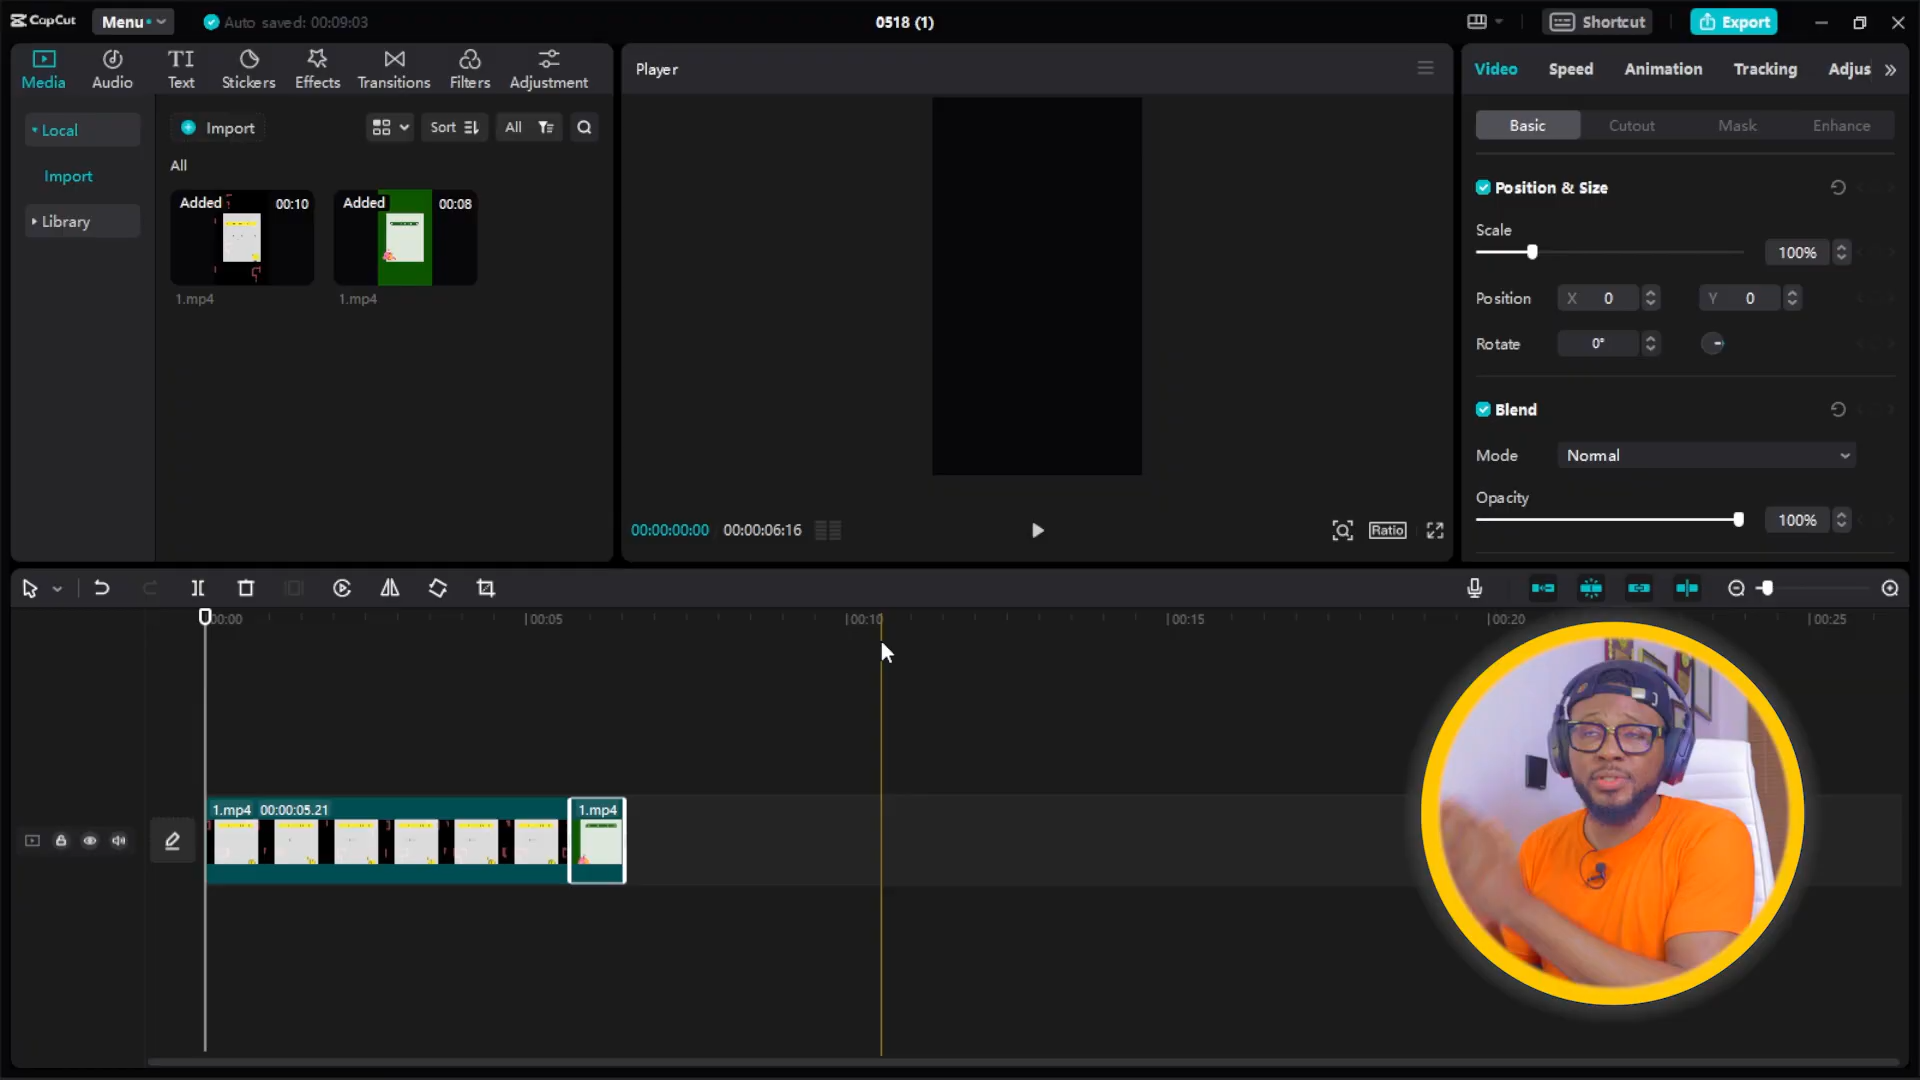 CapCut
Menu
Auto saved: 00:09:03
0518 (1)
Shortcut
Export
Media
Audio
Text
Stickers
Effects
Transitions
Filters
Adjustment
Local
Import
Library
Import
Sort
All
All
Added
00:10
1.mp4
Added
00:08
1.mp4
Player
00:00:00:00
00:00:06:16
Ratio
Video
Speed
Animation
Tracking
Adjus
Basic
Cutout
Mask
Enhance
Position & Size
Scale
100%
Position
X 0
Y 0
Rotate
0°
Blend
Mode
Normal
Opacity
100%
00:00
00:05
00:10
00:15
00:20
00:25
1.mp4 00:00:05.21
1.mp4